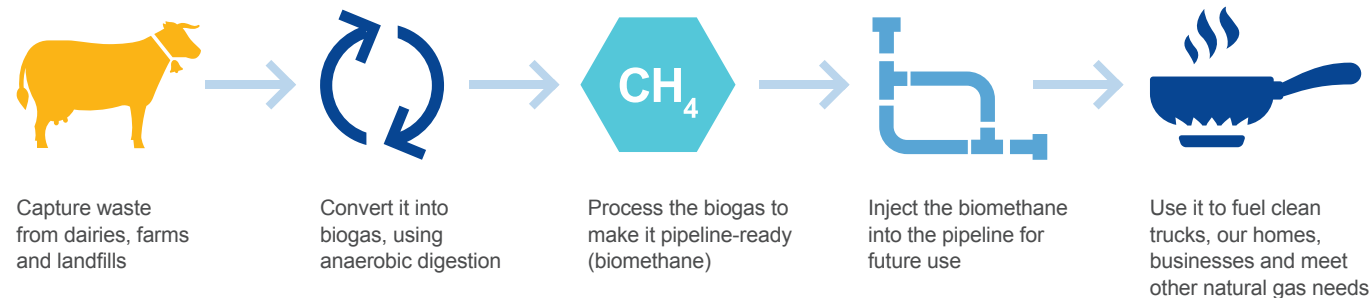 CH4
Capture waste
from dairies, farms
and landfills
Convert it into
biogas, using
anaerobic digestion
Process the biogas to
make it pipeline-ready
(biomethane)
Inject the biomethane
into the pipeline for
future use
Use it to fuel clean
trucks, our homes,
businesses and meet
other natural gas needs